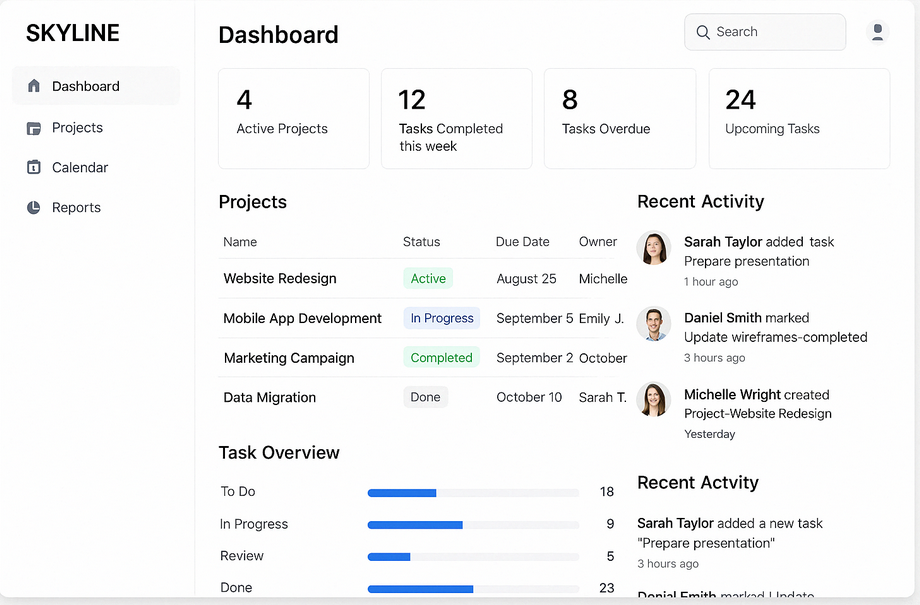 SKYLINE
Dashboard
Projects
Calendar
Reports
Dashboard
Search
4
Active Projects
12
Tasks Completed
this week
8
Tasks Overdue
24
Upcoming Tasks
Projects
Name Status Due Date Owner
Website Redesign Active August 25 Michelle
Mobile App Development In Progress September 5 Emily J.
Marketing Campaign Completed September 2 October
Data Migration Done October 10 Sarah T.
Task Overview
To Do 18
In Progress 9
Review 5
Done 23
Recent Activity
Sarah Taylor added task
Prepare presentation
1 hour ago
Daniel Smith marked
Update wireframes-completed
3 hours ago
Michelle Wright created
Project-Website Redesign
Yesterday
Recent Actvity
Sarah Taylor added a new task
"Prepare presentation"
3 hours ago
marked Update